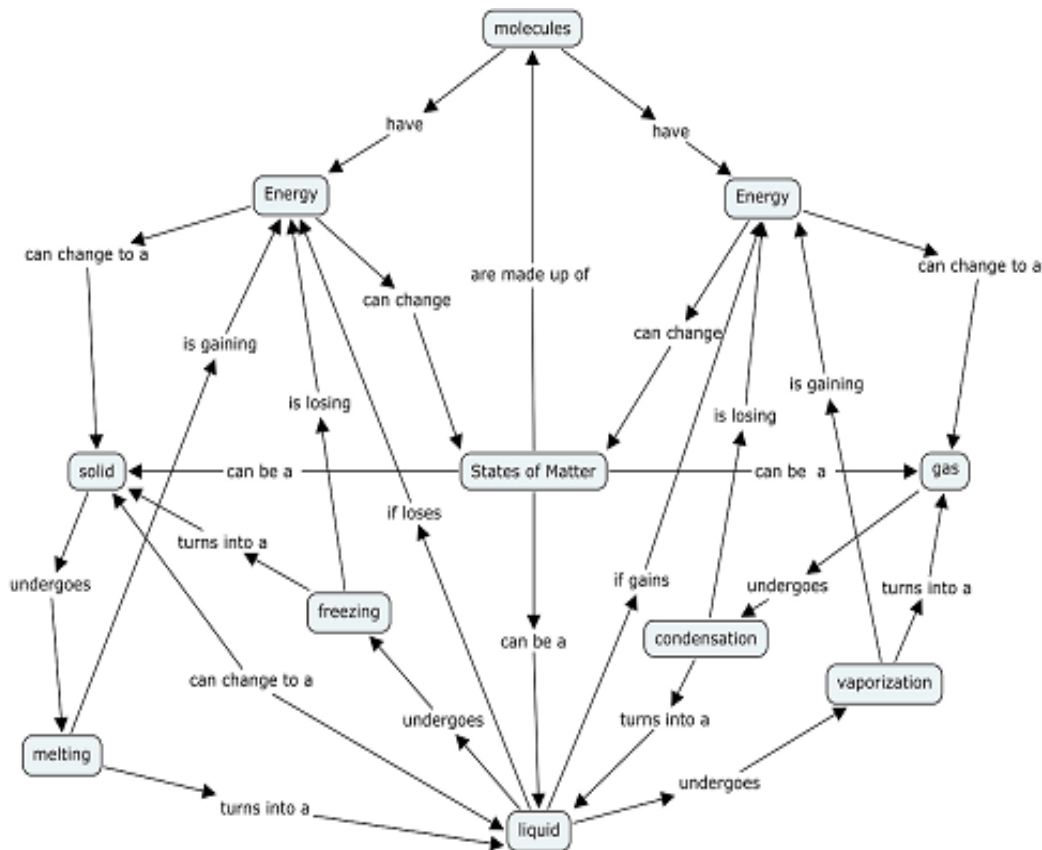 molecules
have
have
Energy
Energy
can change to a
can change to a
are made up of
can change
can change
is gaining
is gaining
is losing
is losing
solid
can be a
States of Matter
can be a
gas
if loses
turns into a
undergoes
if gains
undergoes
turns into a
freezing
condensation
can be a
can change to a
vaporization
undergoes
turns into a
melting
undergoes
turns into a
liquid